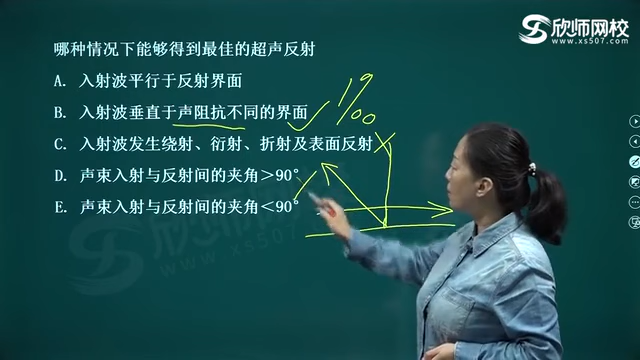 欣师网校
www.xs507.com
哪种情况下能够得到最佳的超声反射
A. 入射波平行于反射界面
B. 入射波垂直于声阻抗不同的界面
C. 入射波发生绕射、衍射、折射及表面反射
D. 声束入射与反射间的夹角＞90°
E. 声束入射与反射间的夹角＜90°
欣师网校